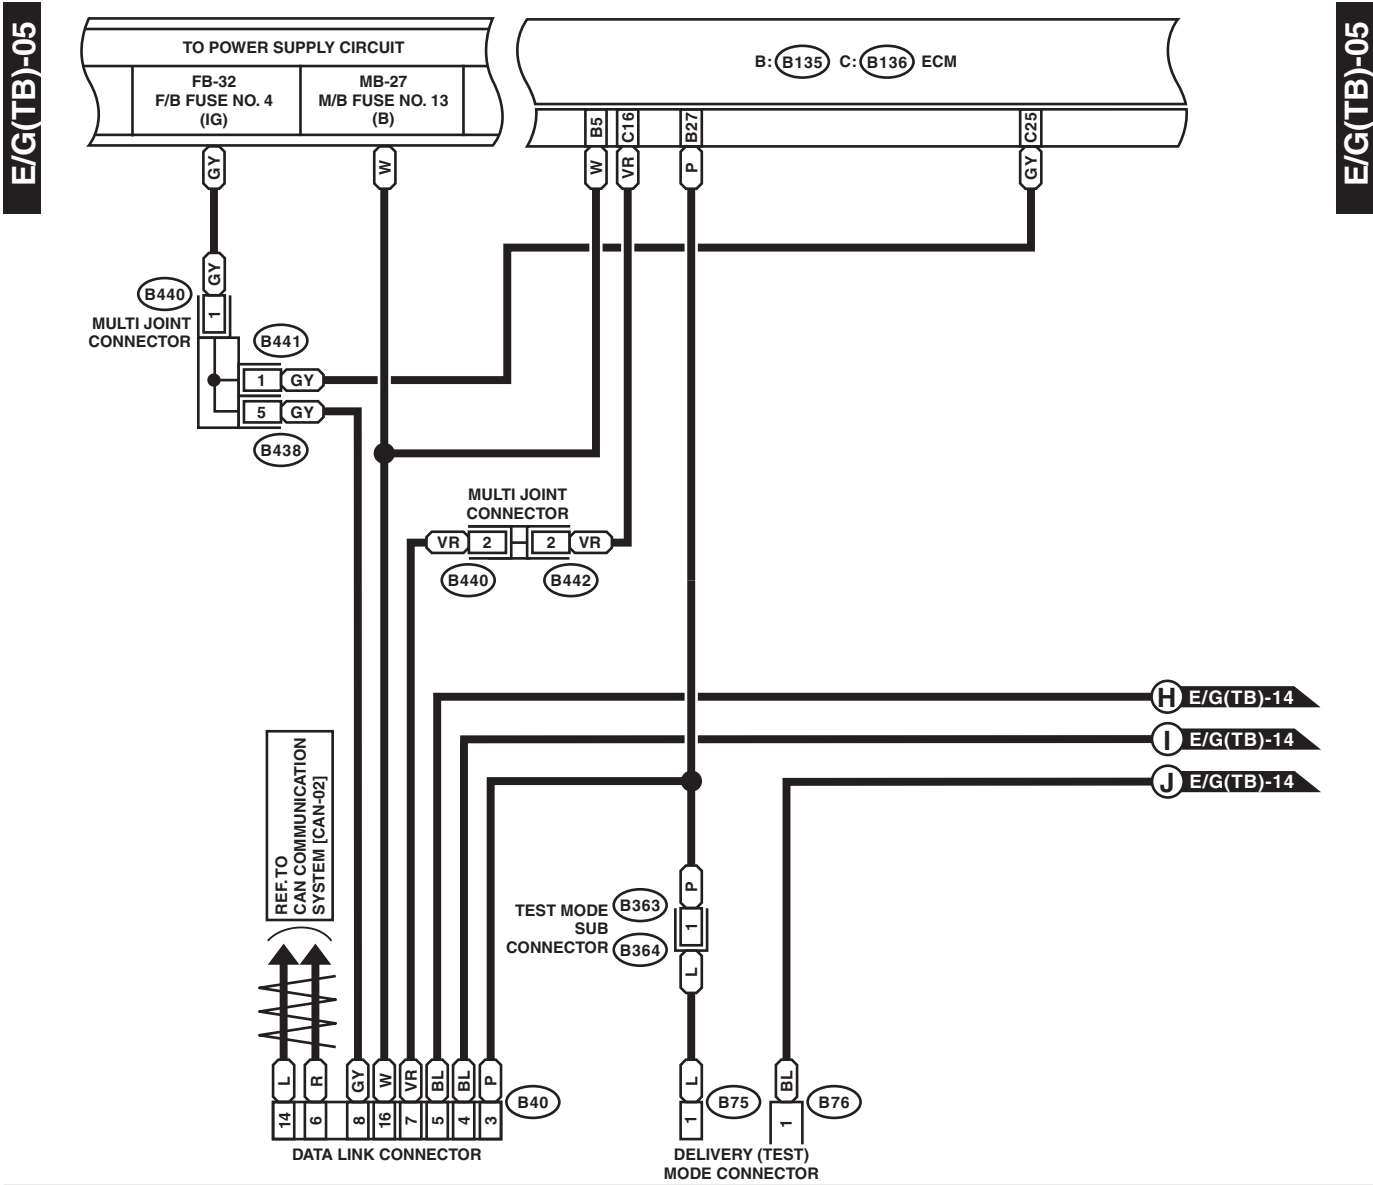 E/G(TB)-05
E/G(TB)-05
TO POWER SUPPLY CIRCUIT
FB-32
F/B FUSE NO. 4
(IG)
MB-27
M/B FUSE NO. 13
(B)
B: B135 C: B136 ECM
B5
C16
B27
C25
GY
W
W
VR
P
GY
GY
B440
1
MULTI JOINT
CONNECTOR
B441
1 GY
5 GY
B438
MULTI JOINT
CONNECTOR
VR 2 2 VR
B440 B442
H E/G(TB)-14
I E/G(TB)-14
J E/G(TB)-14
REF. TO
CAN COMMUNICATION
SYSTEM [CAN-02]
P
B363
TEST MODE
SUB
CONNECTOR
1
B364
L
L R GY W VR BL BL P
14 6 8 16 7 5 4 3
B40
DATA LINK CONNECTOR
L
1
B75
BL
1
B76
DELIVERY (TEST)
MODE CONNECTOR